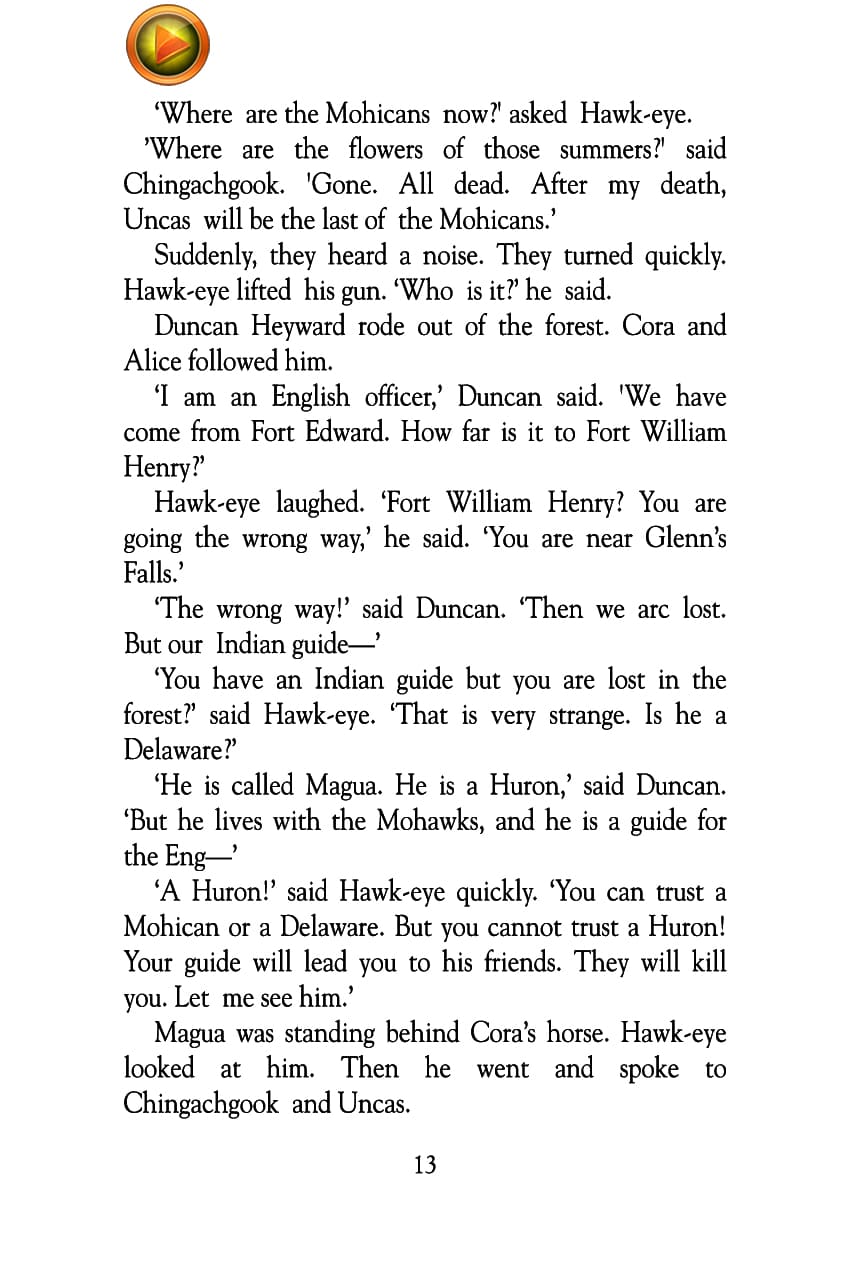 ‘Where are the Mohicans now?' asked Hawk-eye.
’Where are the flowers of those summers?' said
Chingachgook. 'Gone. All dead. After my death,
Uncas will be the last of the Mohicans.’
Suddenly, they heard a noise. They turned quickly.
Hawk-eye lifted his gun. ‘Who is it?’ he said.
Duncan Heyward rode out of the forest. Cora and
Alice followed him.
‘I am an English officer,’ Duncan said. 'We have
come from Fort Edward. How far is it to Fort William
Henry?’
Hawk-eye laughed. ‘Fort William Henry? You are
going the wrong way,’ he said. ‘You are near Glenn’s
Falls.’
‘The wrong way!’ said Duncan. ‘Then we arc lost.
But our Indian guide—’
‘You have an Indian guide but you are lost in the
forest?’ said Hawk-eye. ‘That is very strange. Is he a
Delaware?’
‘He is called Magua. He is a Huron,’ said Duncan.
‘But he lives with the Mohawks, and he is a guide for
the Eng—’
‘A Huron!’ said Hawk-eye quickly. ‘You can trust a
Mohican or a Delaware. But you cannot trust a Huron!
Your guide will lead you to his friends. They will kill
you. Let me see him.’
Magua was standing behind Cora’s horse. Hawk-eye
looked at him. Then he went and spoke to
Chingachgook and Uncas.
13